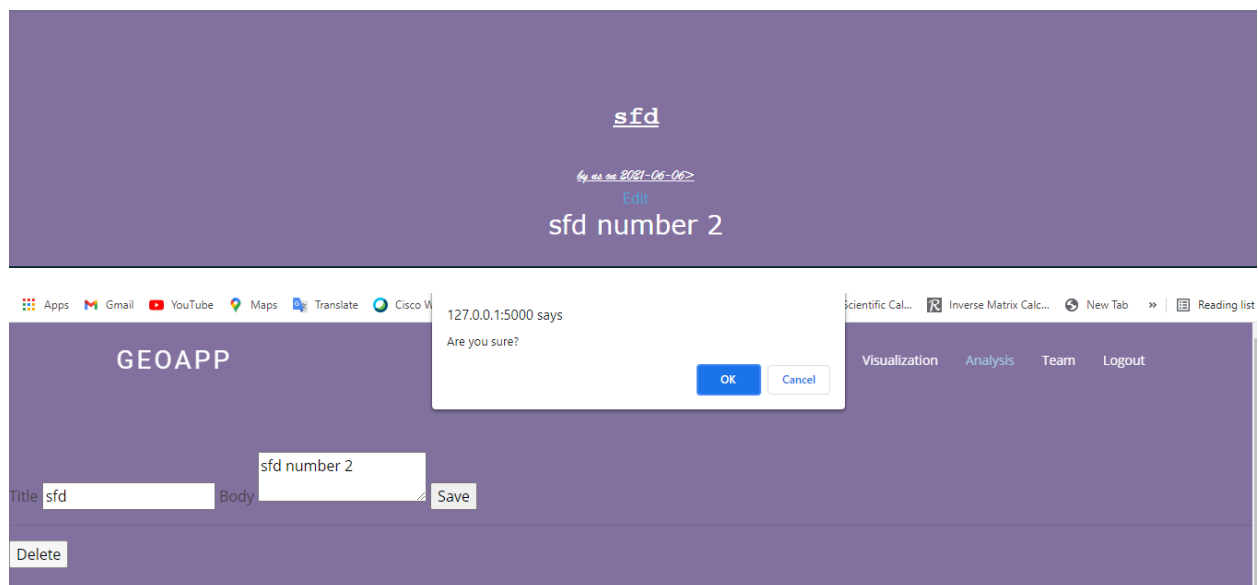 sfd
by us on 2021-06-06>
Edit
sfd number 2
Apps Gmail YouTube Maps Translate Cisco W
Scientific Cal... Inverse Matrix Calc... New Tab » Reading list
127.0.0.1:5000 says
Are you sure?
OK Cancel
GEOAPP Visualization Analysis Team Logout
sfd number 2
Title sfd Body Save
Delete